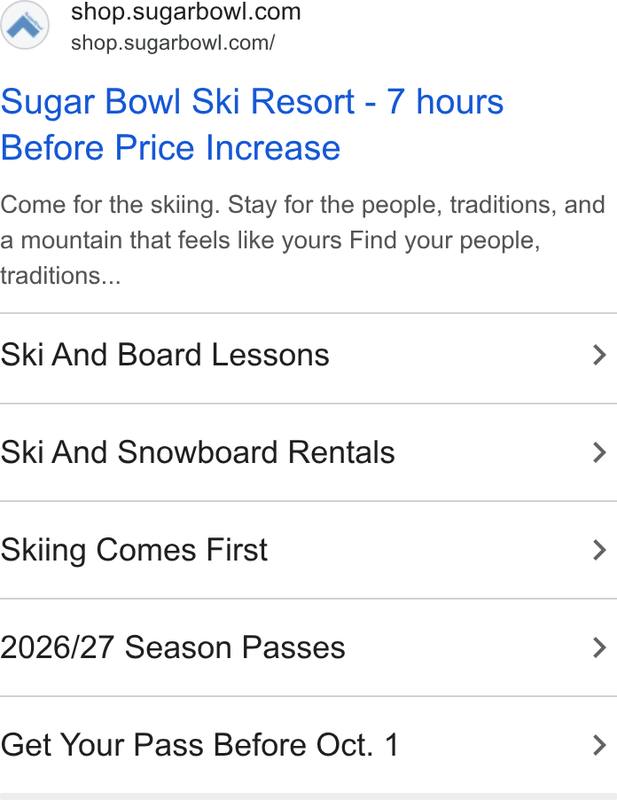 shop.sugarbowl.com
shop.sugarbowl.com/
Sugar Bowl Ski Resort - 7 hours
Before Price Increase
Come for the skiing. Stay for the people, traditions, and
a mountain that feels like yours Find your people,
traditions...
Ski And Board Lessons
Ski And Snowboard Rentals
Skiing Comes First
2026/27 Season Passes
Get Your Pass Before Oct. 1